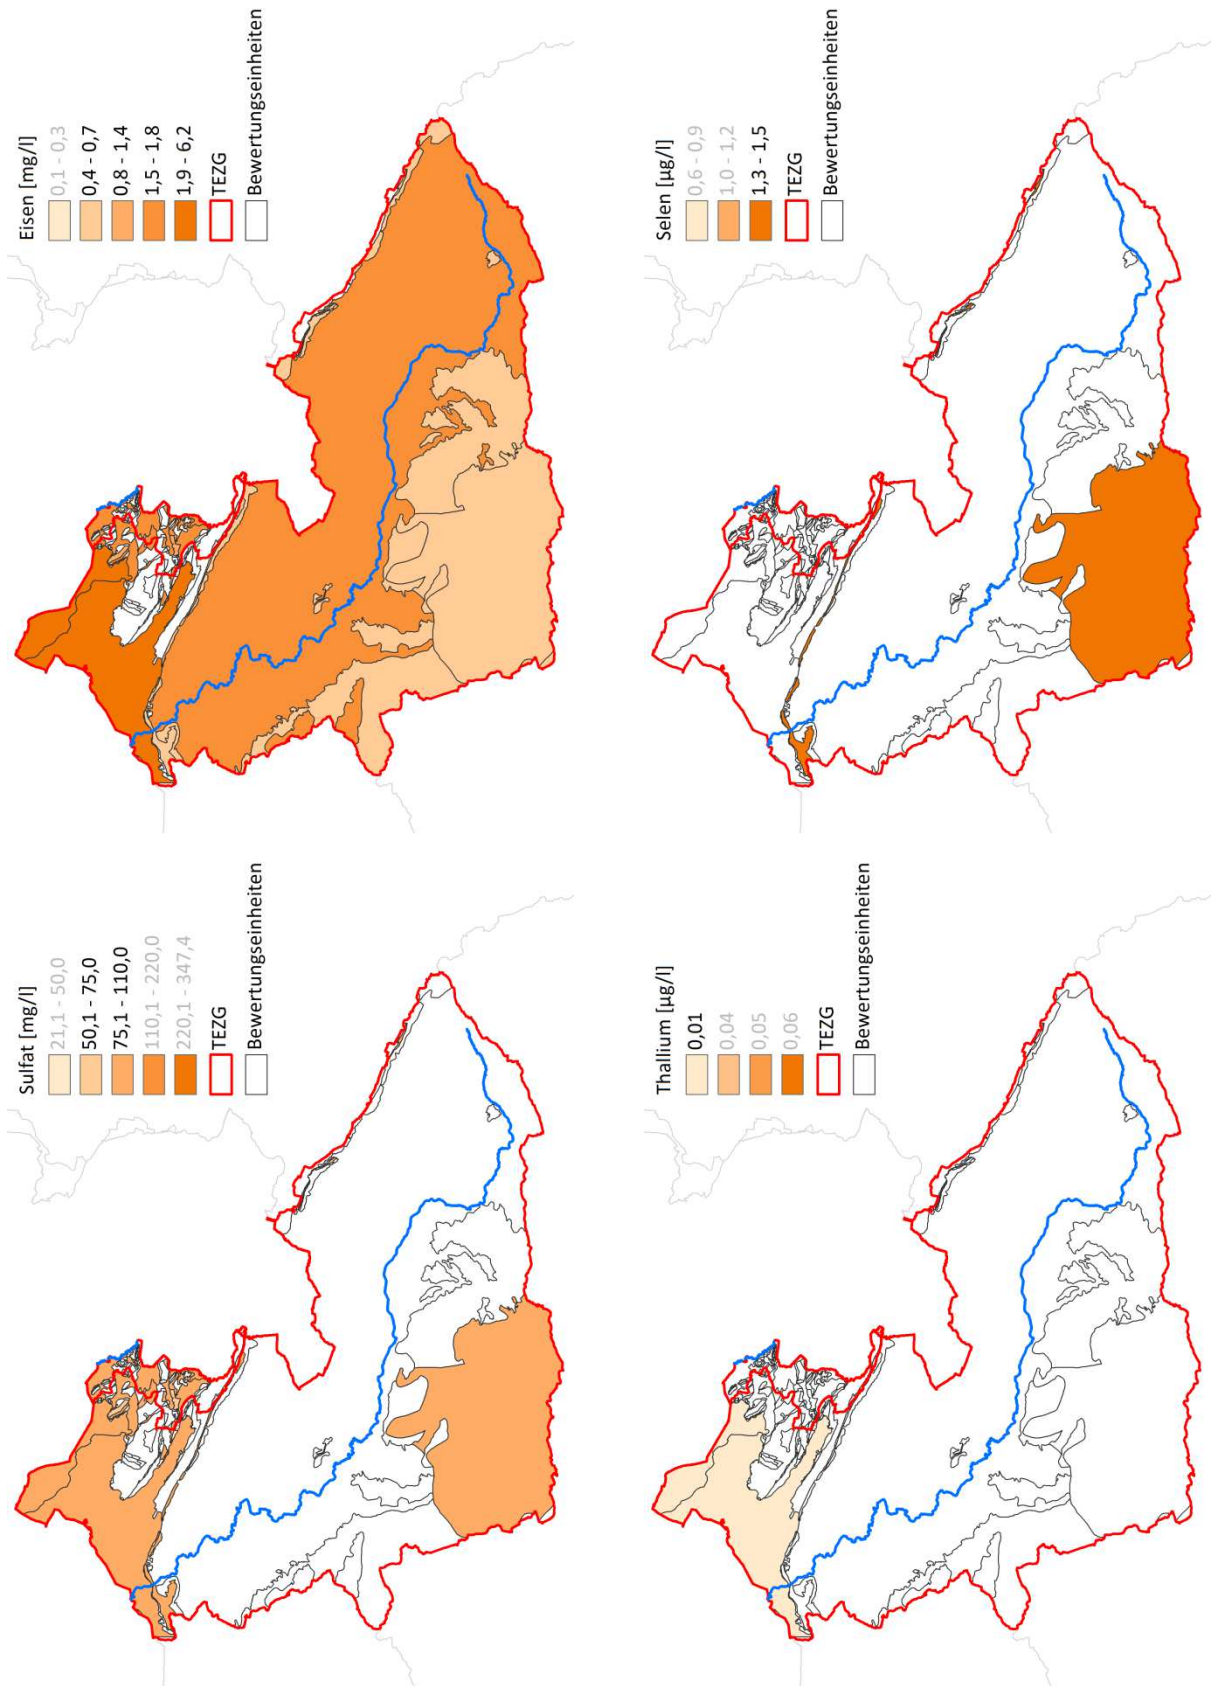 Sulfat [mg/l]
21,1 - 50,0
50,1 - 75,0
75,1 - 110,0
110,1 - 220,0
220,1 - 347,4
TEZG
Bewertungseinheiten
Eisen [mg/l]
0,1 - 0,3
0,4 - 0,7
0,8 - 1,4
1,5 - 1,8
1,9 - 6,2
TEZG
Bewertungseinheiten
Thallium [µg/l]
0,01
0,04
0,05
0,06
TEZG
Bewertungseinheiten
Selen [µg/l]
0,6 - 0,9
1,0 - 1,2
1,3 - 1,5
TEZG
Bewertungseinheiten